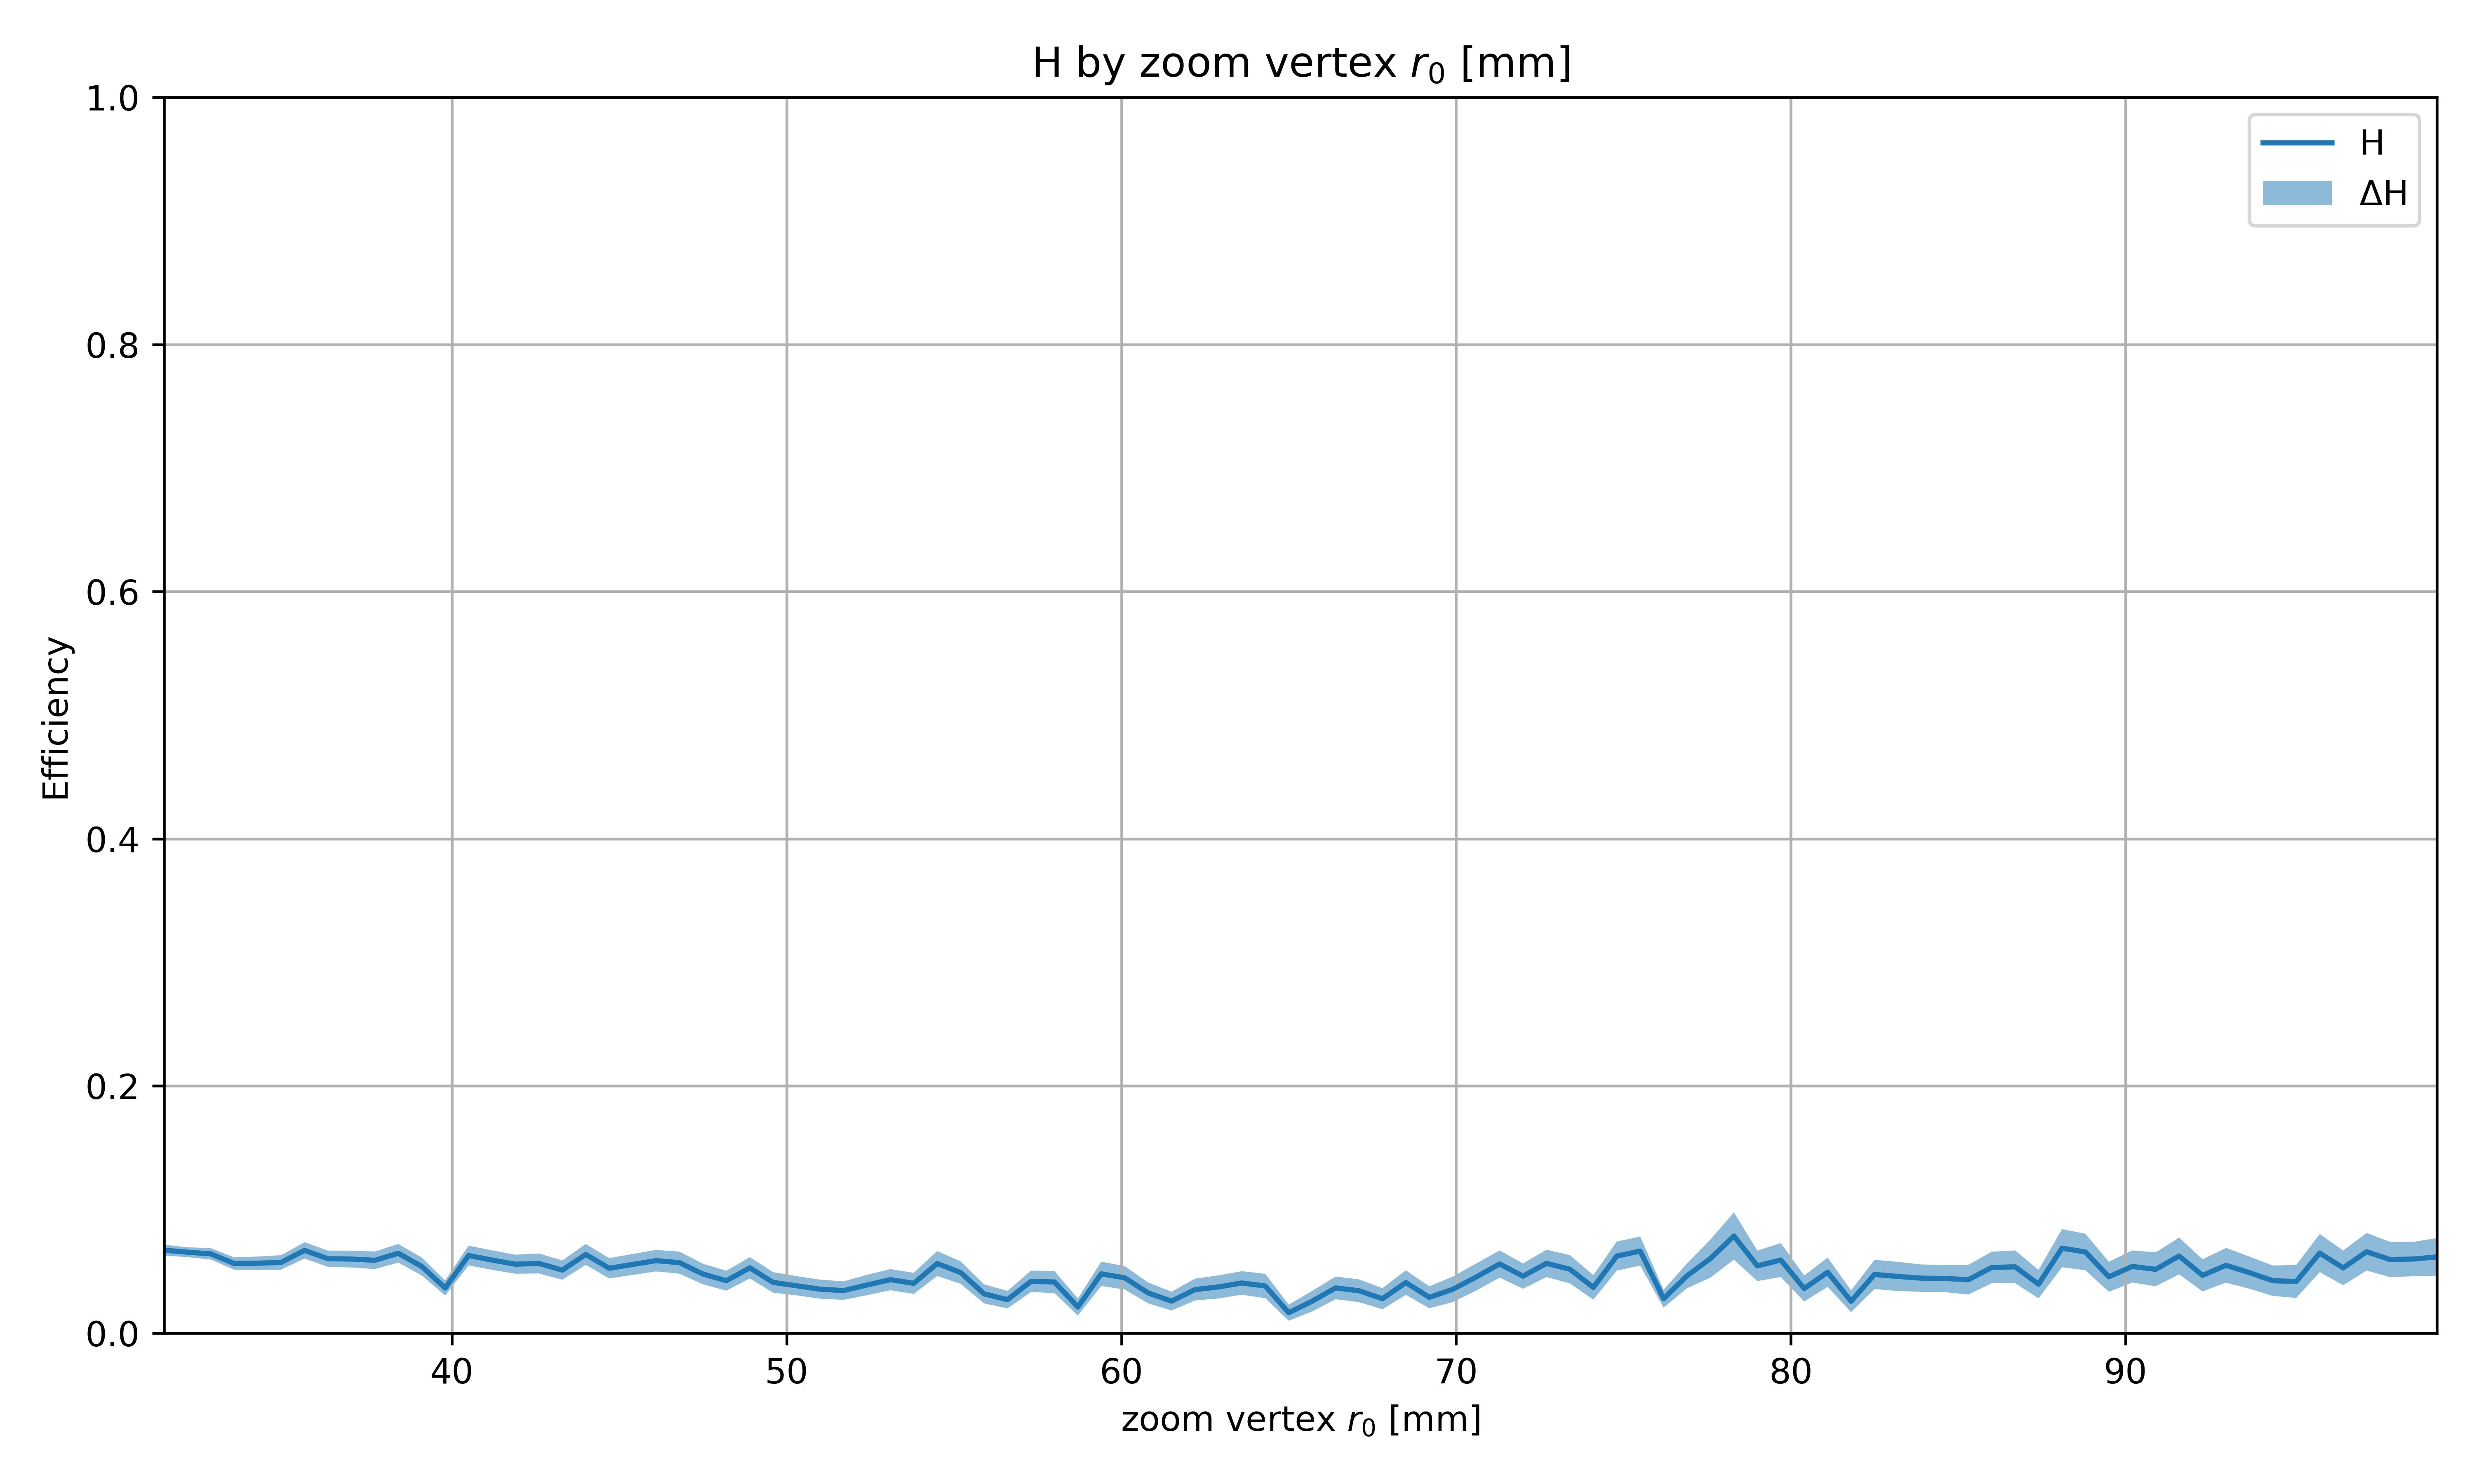 H by zoom vertex r₀ [mm]
1.0
0.8
0.6
0.4
0.2
0.0
Efficiency
H
ΔH
40 50 60 70 80 90
zoom vertex r₀ [mm]